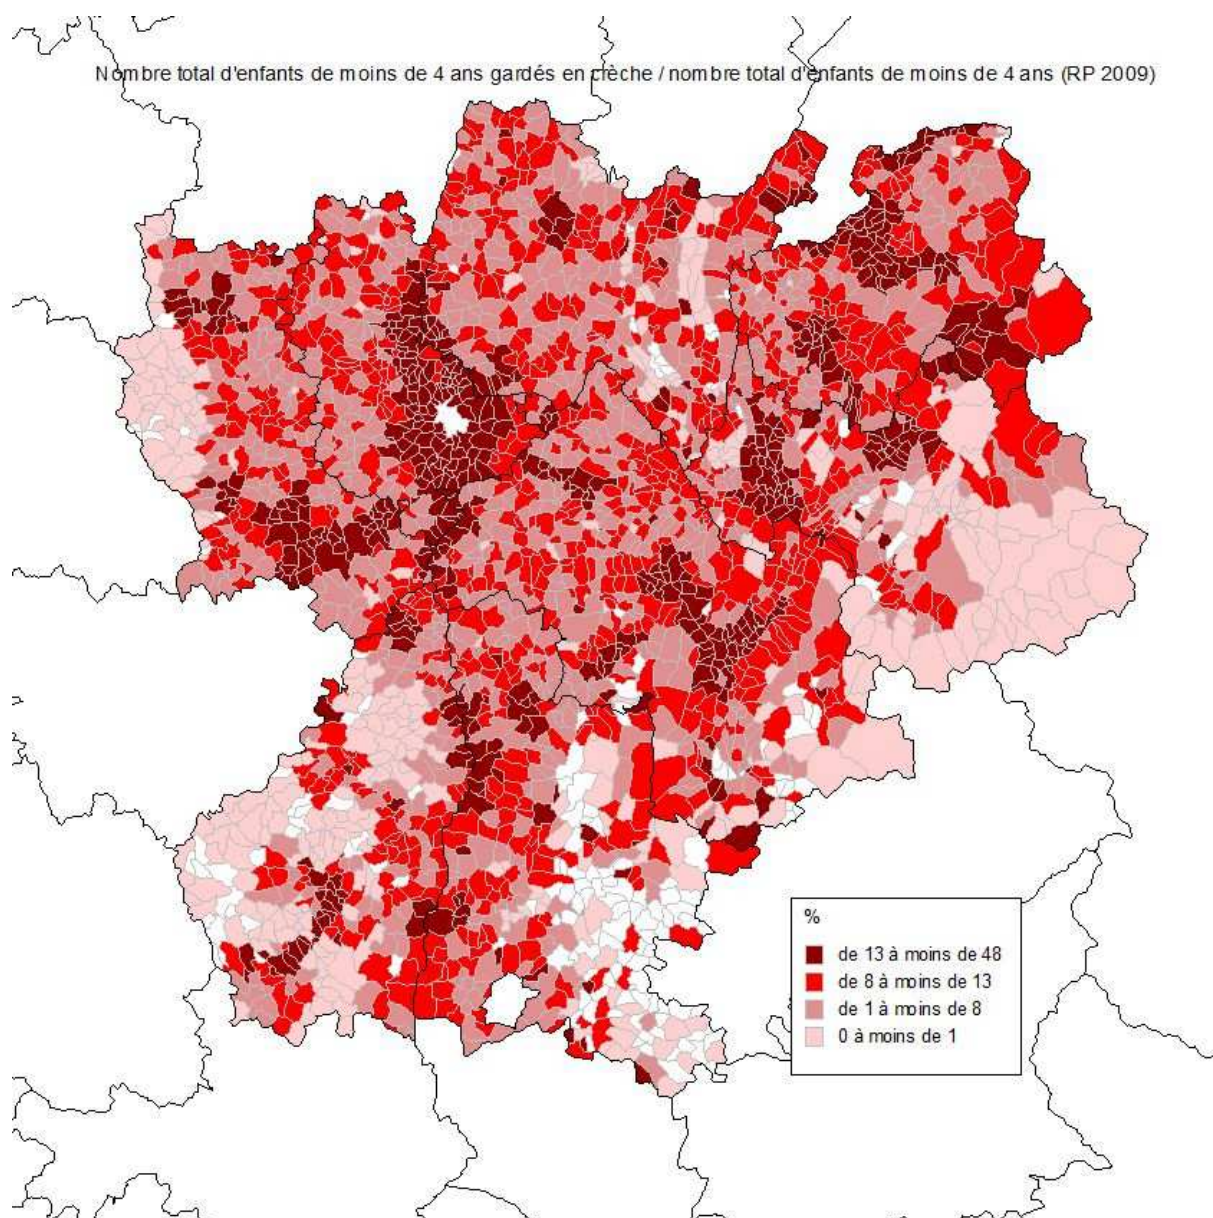 Nombre total d'enfants de moins de 4 ans gardés en crèche / nombre total d'enfants de moins de 4 ans (RP 2009)
%
de 13 à moins de 48
de 8 à moins de 13
de 1 à moins de 8
0 à moins de 1